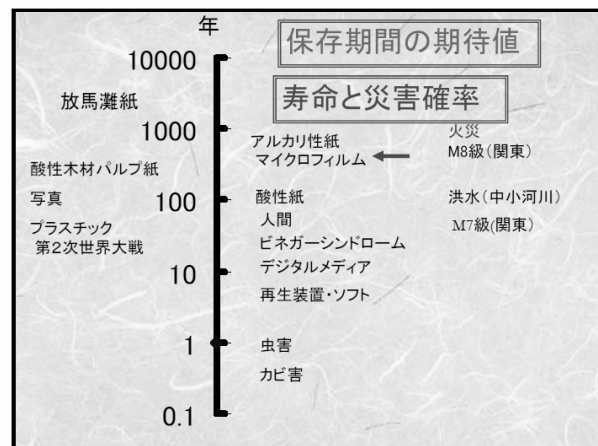 保存期間の期待値
寿命と災害確率
年
10000
1000
100
10
1
0.1
放馬灘紙
酸性木材パルプ紙
写真
プラスチック
第2次世界大戦
アルカリ性紙
マイクロフィルム
酸性紙
人間
ビネガーシンドローム
デジタルメディア
再生装置・ソフト
虫害
カビ害
火災
M8級(関東)
洪水(中小河川)
M7級(関東)